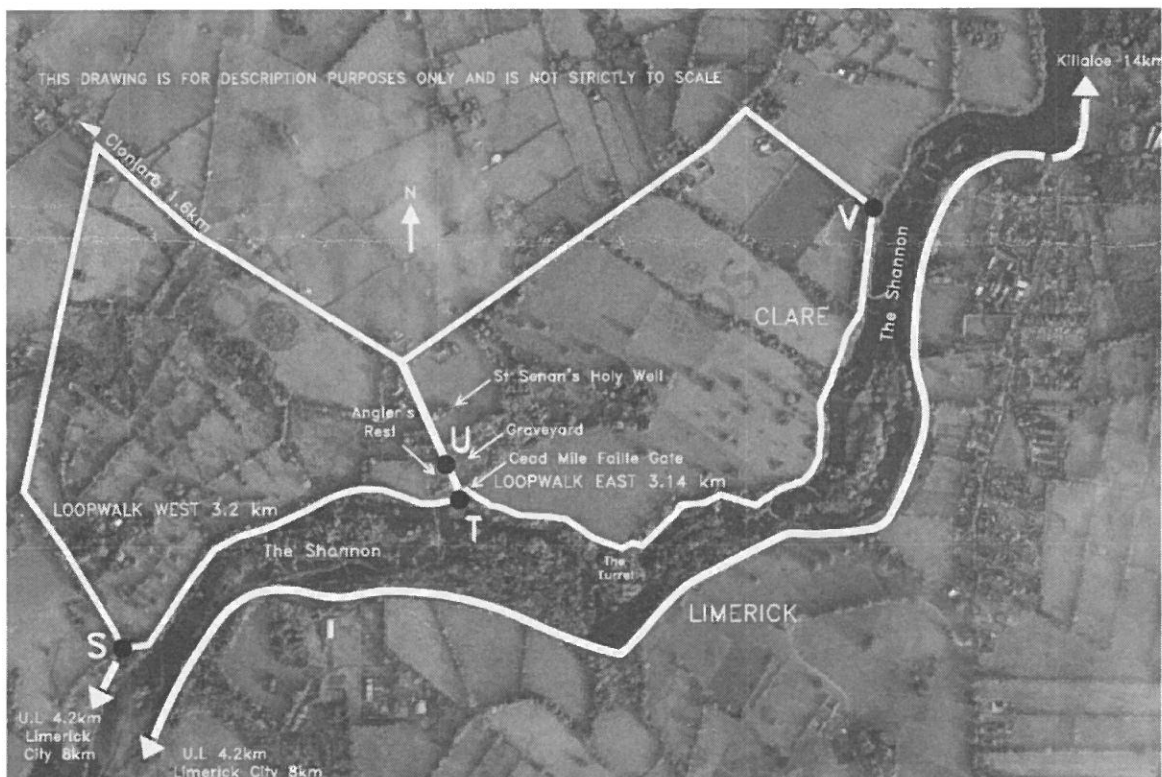 THIS DRAWING IS FOR DESCRIPTION PURPOSES ONLY AND IS NOT STRICTLY TO SCALE
Killaloe 14km
Clonlara 1.6km
N
V
The Shannon
CLARE
St Senan's Holy Well
Angler's
Rest
U
Graveyard
Cead Mile Failte Gate
LOOPWALK EAST 3.14 km
LOOPWALK WEST 3.2 km
T
The Shannon
The
Turret
LIMERICK
S
U.L 4.2km
Limerick
City 8km
U.L 4.2km
Limerick City 8km